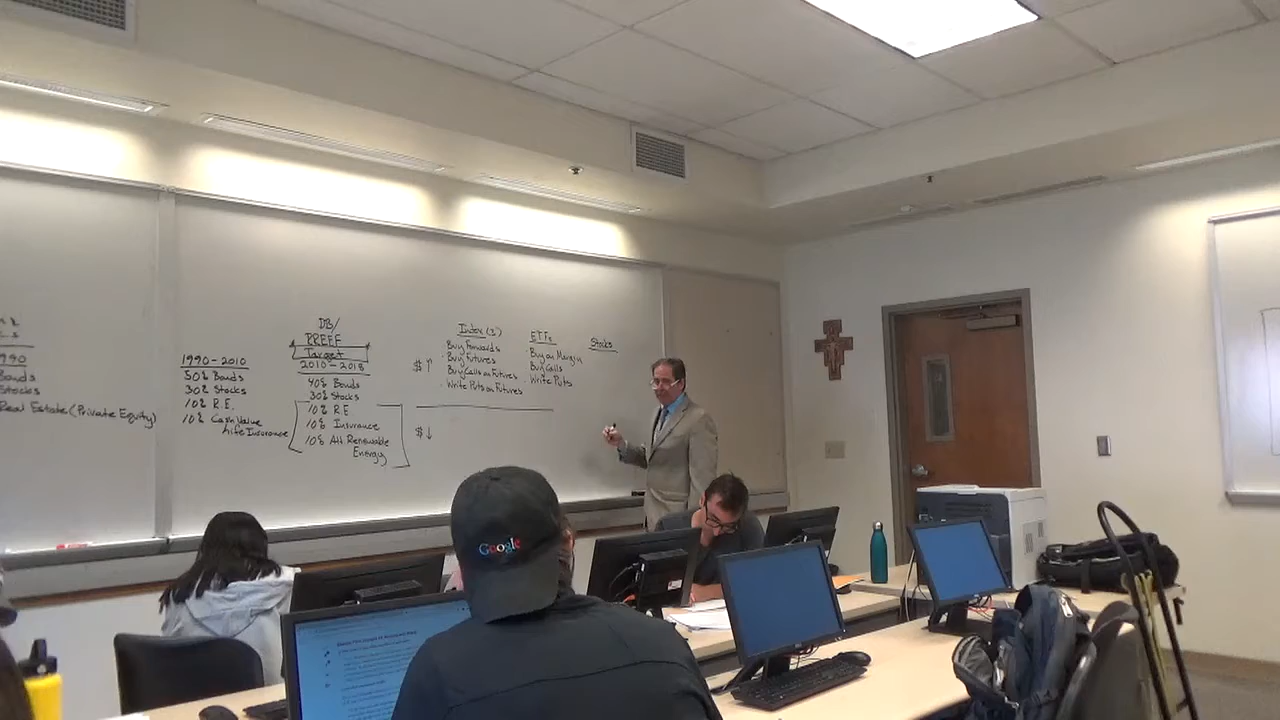 1990
Bonds
Stocks
Real Estate (Private Equity)
1990-2010
50% Bonds
30% Stocks
10% R.E.
10% Cash Value
Life Insurance
DB/
PREEF
Target
2010-2018
40% Bonds
30% Stocks
10% R.E
10% Insurance
10% Alt. Renewable
Energy
$↑
$↓
Index(s)
Buy Forwards
Buy Futures
Buy Calls on Futures
Write Puts on Futures
ETFs
Buy on Margin
Buy Calls
Write Puts
Stocks
Google